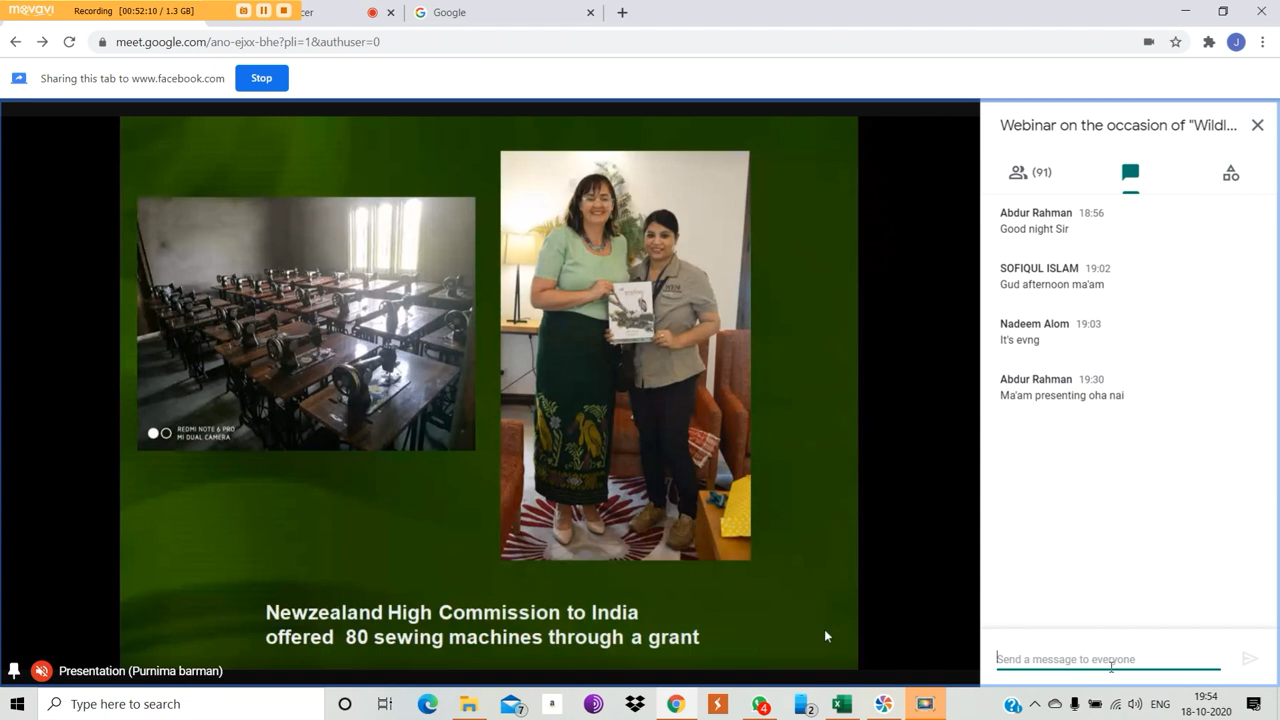 movavi Recording (00:52:10 / 1.3 GB)
cer
Google
meet.google.com/ano-ejxx-bhe?pli=1&authuser=0
J
Sharing this tab to www.facebook.com
Stop
Webinar on the occasion of "Wildl...
(91)
Abdur Rahman 18:56
Good night Sir
SOFIQUL ISLAM 19:02
Gud afternoon ma'am
Nadeem Alom 19:03
It's evng
Abdur Rahman 19:30
Ma'am presenting oha nai
REDMI NOTE 6 PRO
MI DUAL CAMERA
Newzealand High Commission to India
offered 80 sewing machines through a grant
Presentation (Purnima barman)
Send a message to everyone
Type here to search
7
a
4
2
ENG
19:54
18-10-2020